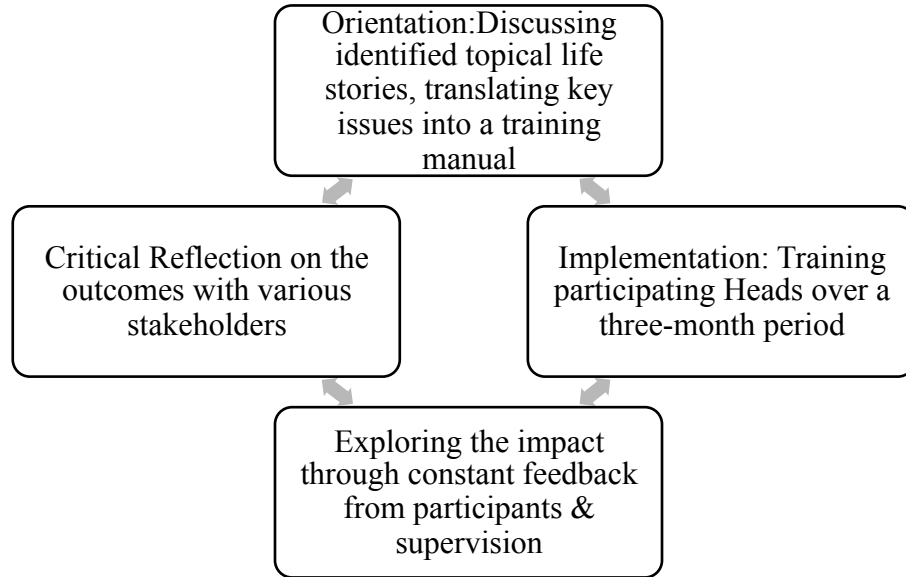 Orientation:Discussing
identified topical life
stories, translating key
issues into a training
manual
Critical Reflection on the
outcomes with various
stakeholders
Implementation: Training
participating Heads over a
three-month period
Exploring the impact
through constant feedback
from participants &
supervision